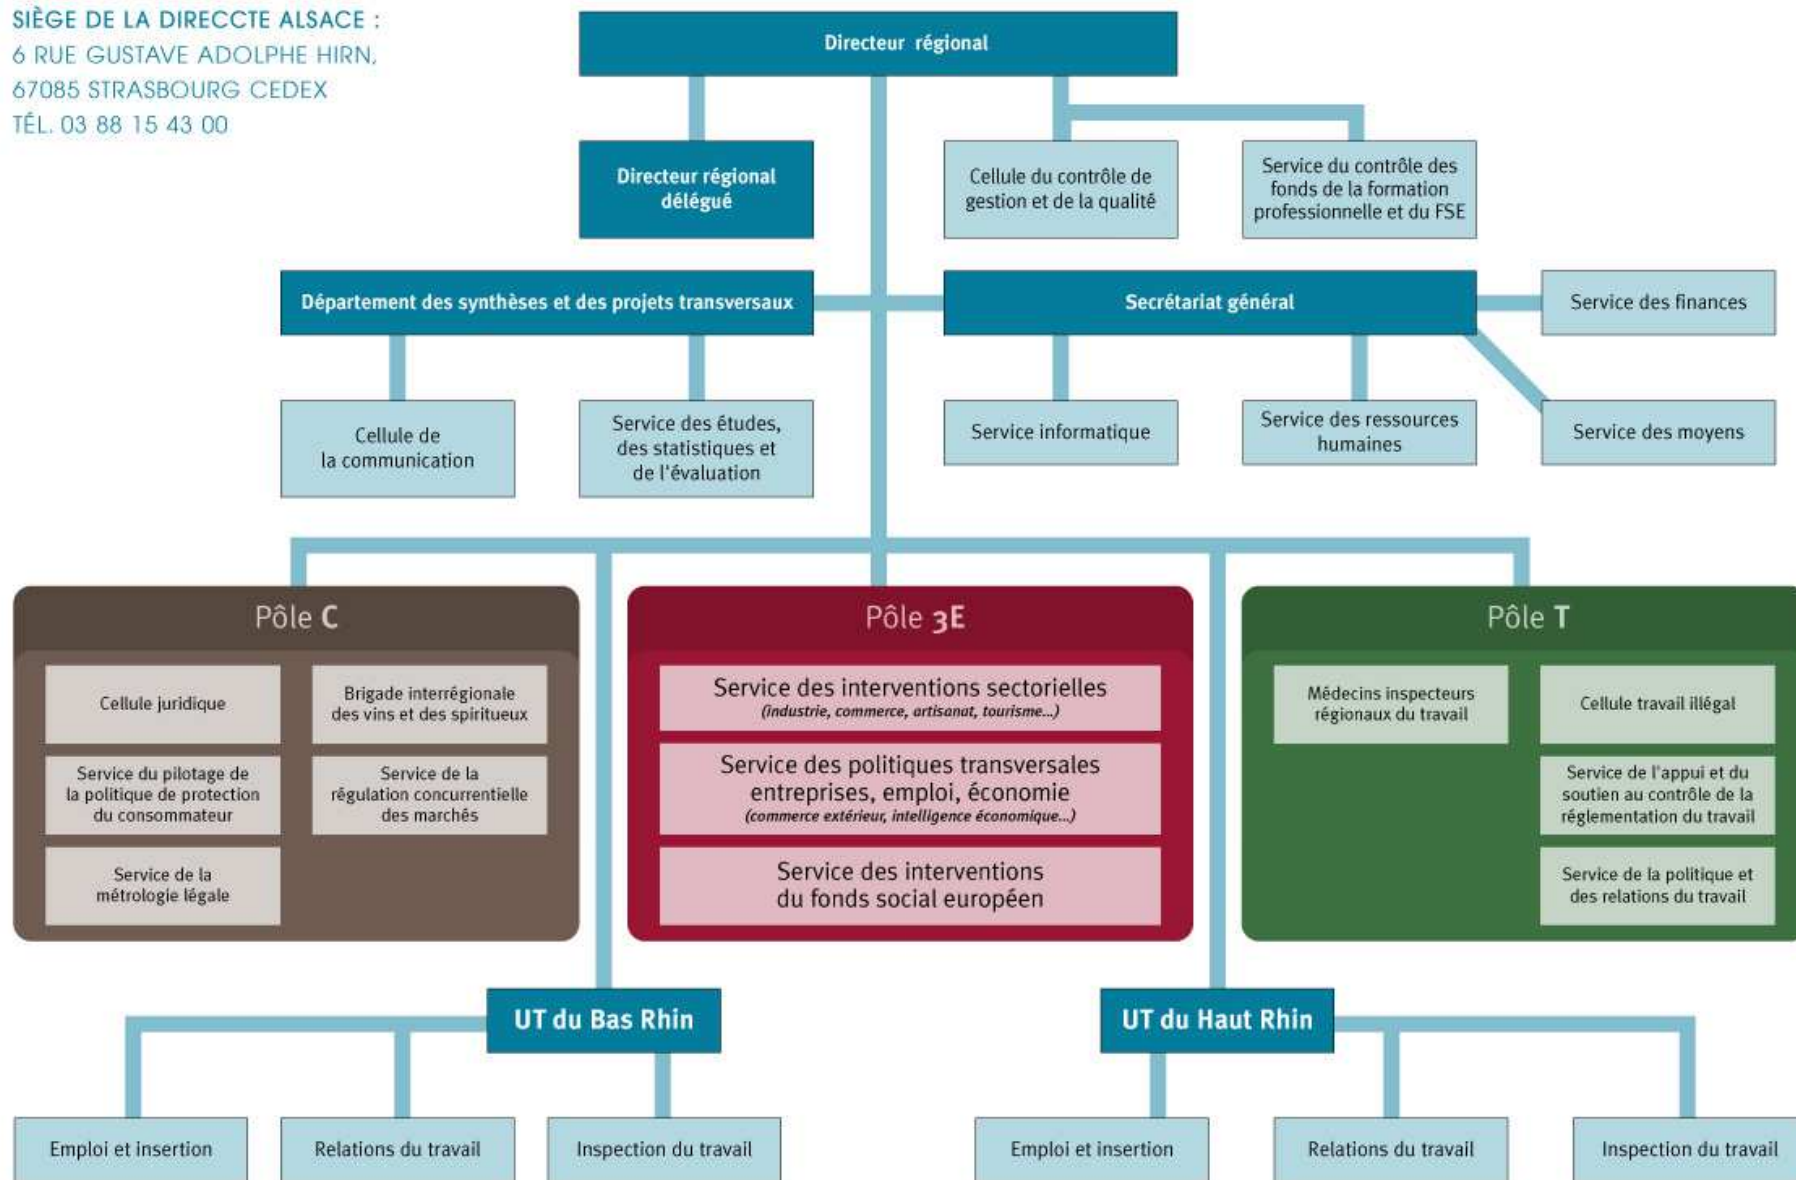 SIÈGE DE LA DIRECCTE ALSACE :
6 RUE GUSTAVE ADOLPHE HIRN,
67085 STRASBOURG CEDEX
TÉL. 03 88 15 43 00
Directeur régional
Directeur régional
délégué
Cellule du contrôle de
gestion et de la qualité
Service du contrôle des
fonds de la formation
professionnelle et du FSE
Département des synthèses et des projets transversaux
Secrétariat général
Service des finances
Cellule de
la communication
Service des études,
des statistiques et
de l'évaluation
Service informatique
Service des ressources
humaines
Service des moyens
Pôle C
Cellule juridique
Brigade interrégionale
des vins et des spiritueux
Service du pilotage de
la politique de protection
du consommateur
Service de la
régulation concurrentielle
des marchés
Service de la
métrologie légale
Pôle 3E
Service des interventions sectorielles
(industrie, commerce, artisanat, tourisme...)
Service des politiques transversales
entreprises, emploi, économie
(commerce extérieur, intelligence économique...)
Service des interventions
du fonds social européen
Pôle T
Médecins inspecteurs
régionaux du travail
Cellule travail illégal
Service de l'appui et du
soutien au contrôle de la
réglementation du travail
Service de la politique et
des relations du travail
UT du Bas Rhin
Emploi et insertion
Relations du travail
Inspection du travail
UT du Haut Rhin
Emploi et insertion
Relations du travail
Inspection du travail